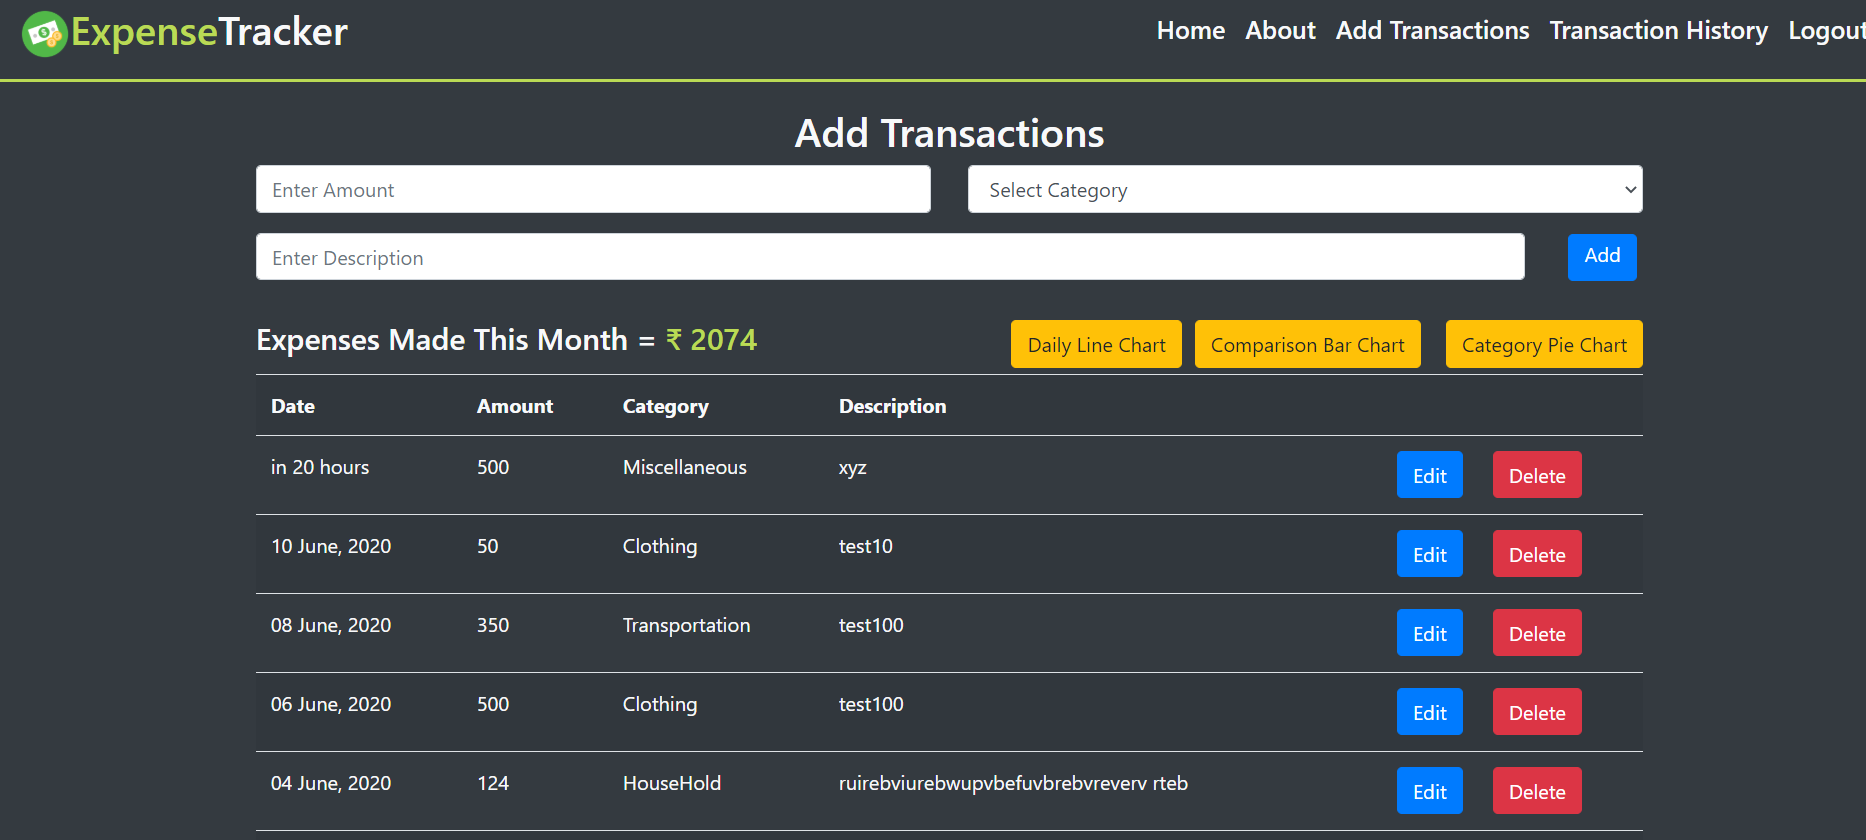 ExpenseTracker Home About Add Transactions Transaction History Logout
Add Transactions
Enter Amount Select Category
Enter Description Add
Expenses Made This Month = ₹ 2074 Daily Line Chart Comparison Bar Chart Category Pie Chart
Date Amount Category Description
in 20 hours 500 Miscellaneous xyz Edit Delete
10 June, 2020 50 Clothing test10 Edit Delete
08 June, 2020 350 Transportation test100 Edit Delete
06 June, 2020 500 Clothing test100 Edit Delete
04 June, 2020 124 HouseHold ruirebviurebwupvbefuvbrebvreverv rteb Edit Delete